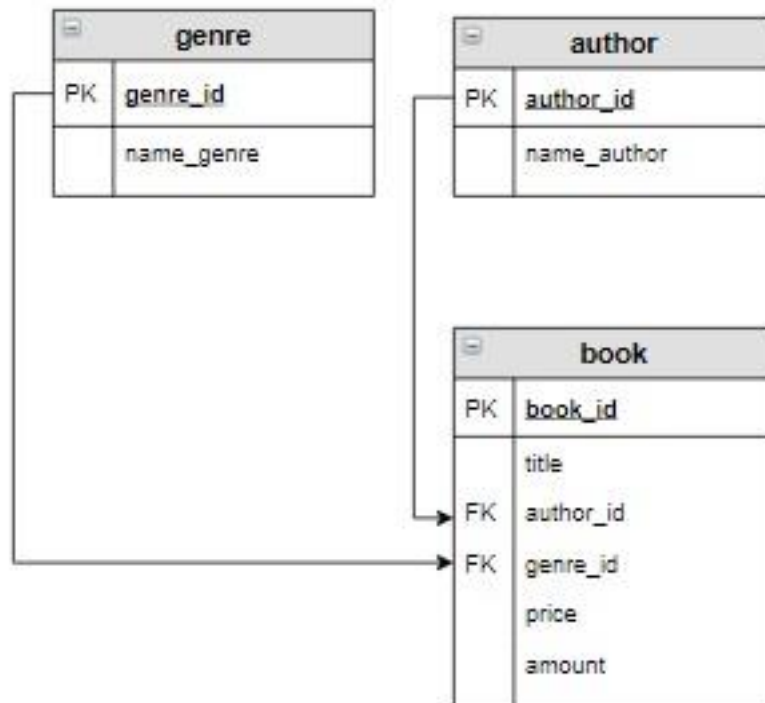 genre
PK genre_id
name_genre
author
PK author_id
name_author
book
PK book_id
title
FK author_id
FK genre_id
price
amount